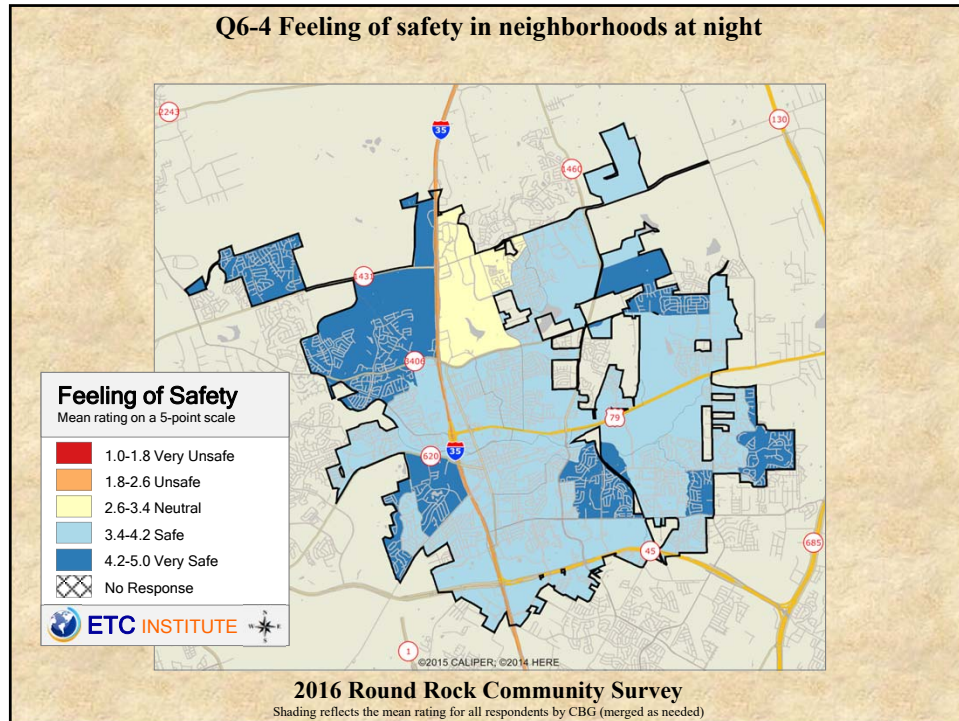 Q6-4 Feeling of safety in neighborhoods at night
2243
35
130
1460
1431
3406
79
620
35
45
685
1
Feeling of Safety
Mean rating on a 5-point scale
1.0-1.8 Very Unsafe
1.8-2.6 Unsafe
2.6-3.4 Neutral
3.4-4.2 Safe
4.2-5.0 Very Safe
No Response
ETC INSTITUTE
N
W E
S
©2015 CALIPER; ©2014 HERE
2016 Round Rock Community Survey
Shading reflects the mean rating for all respondents by CBG (merged as needed)